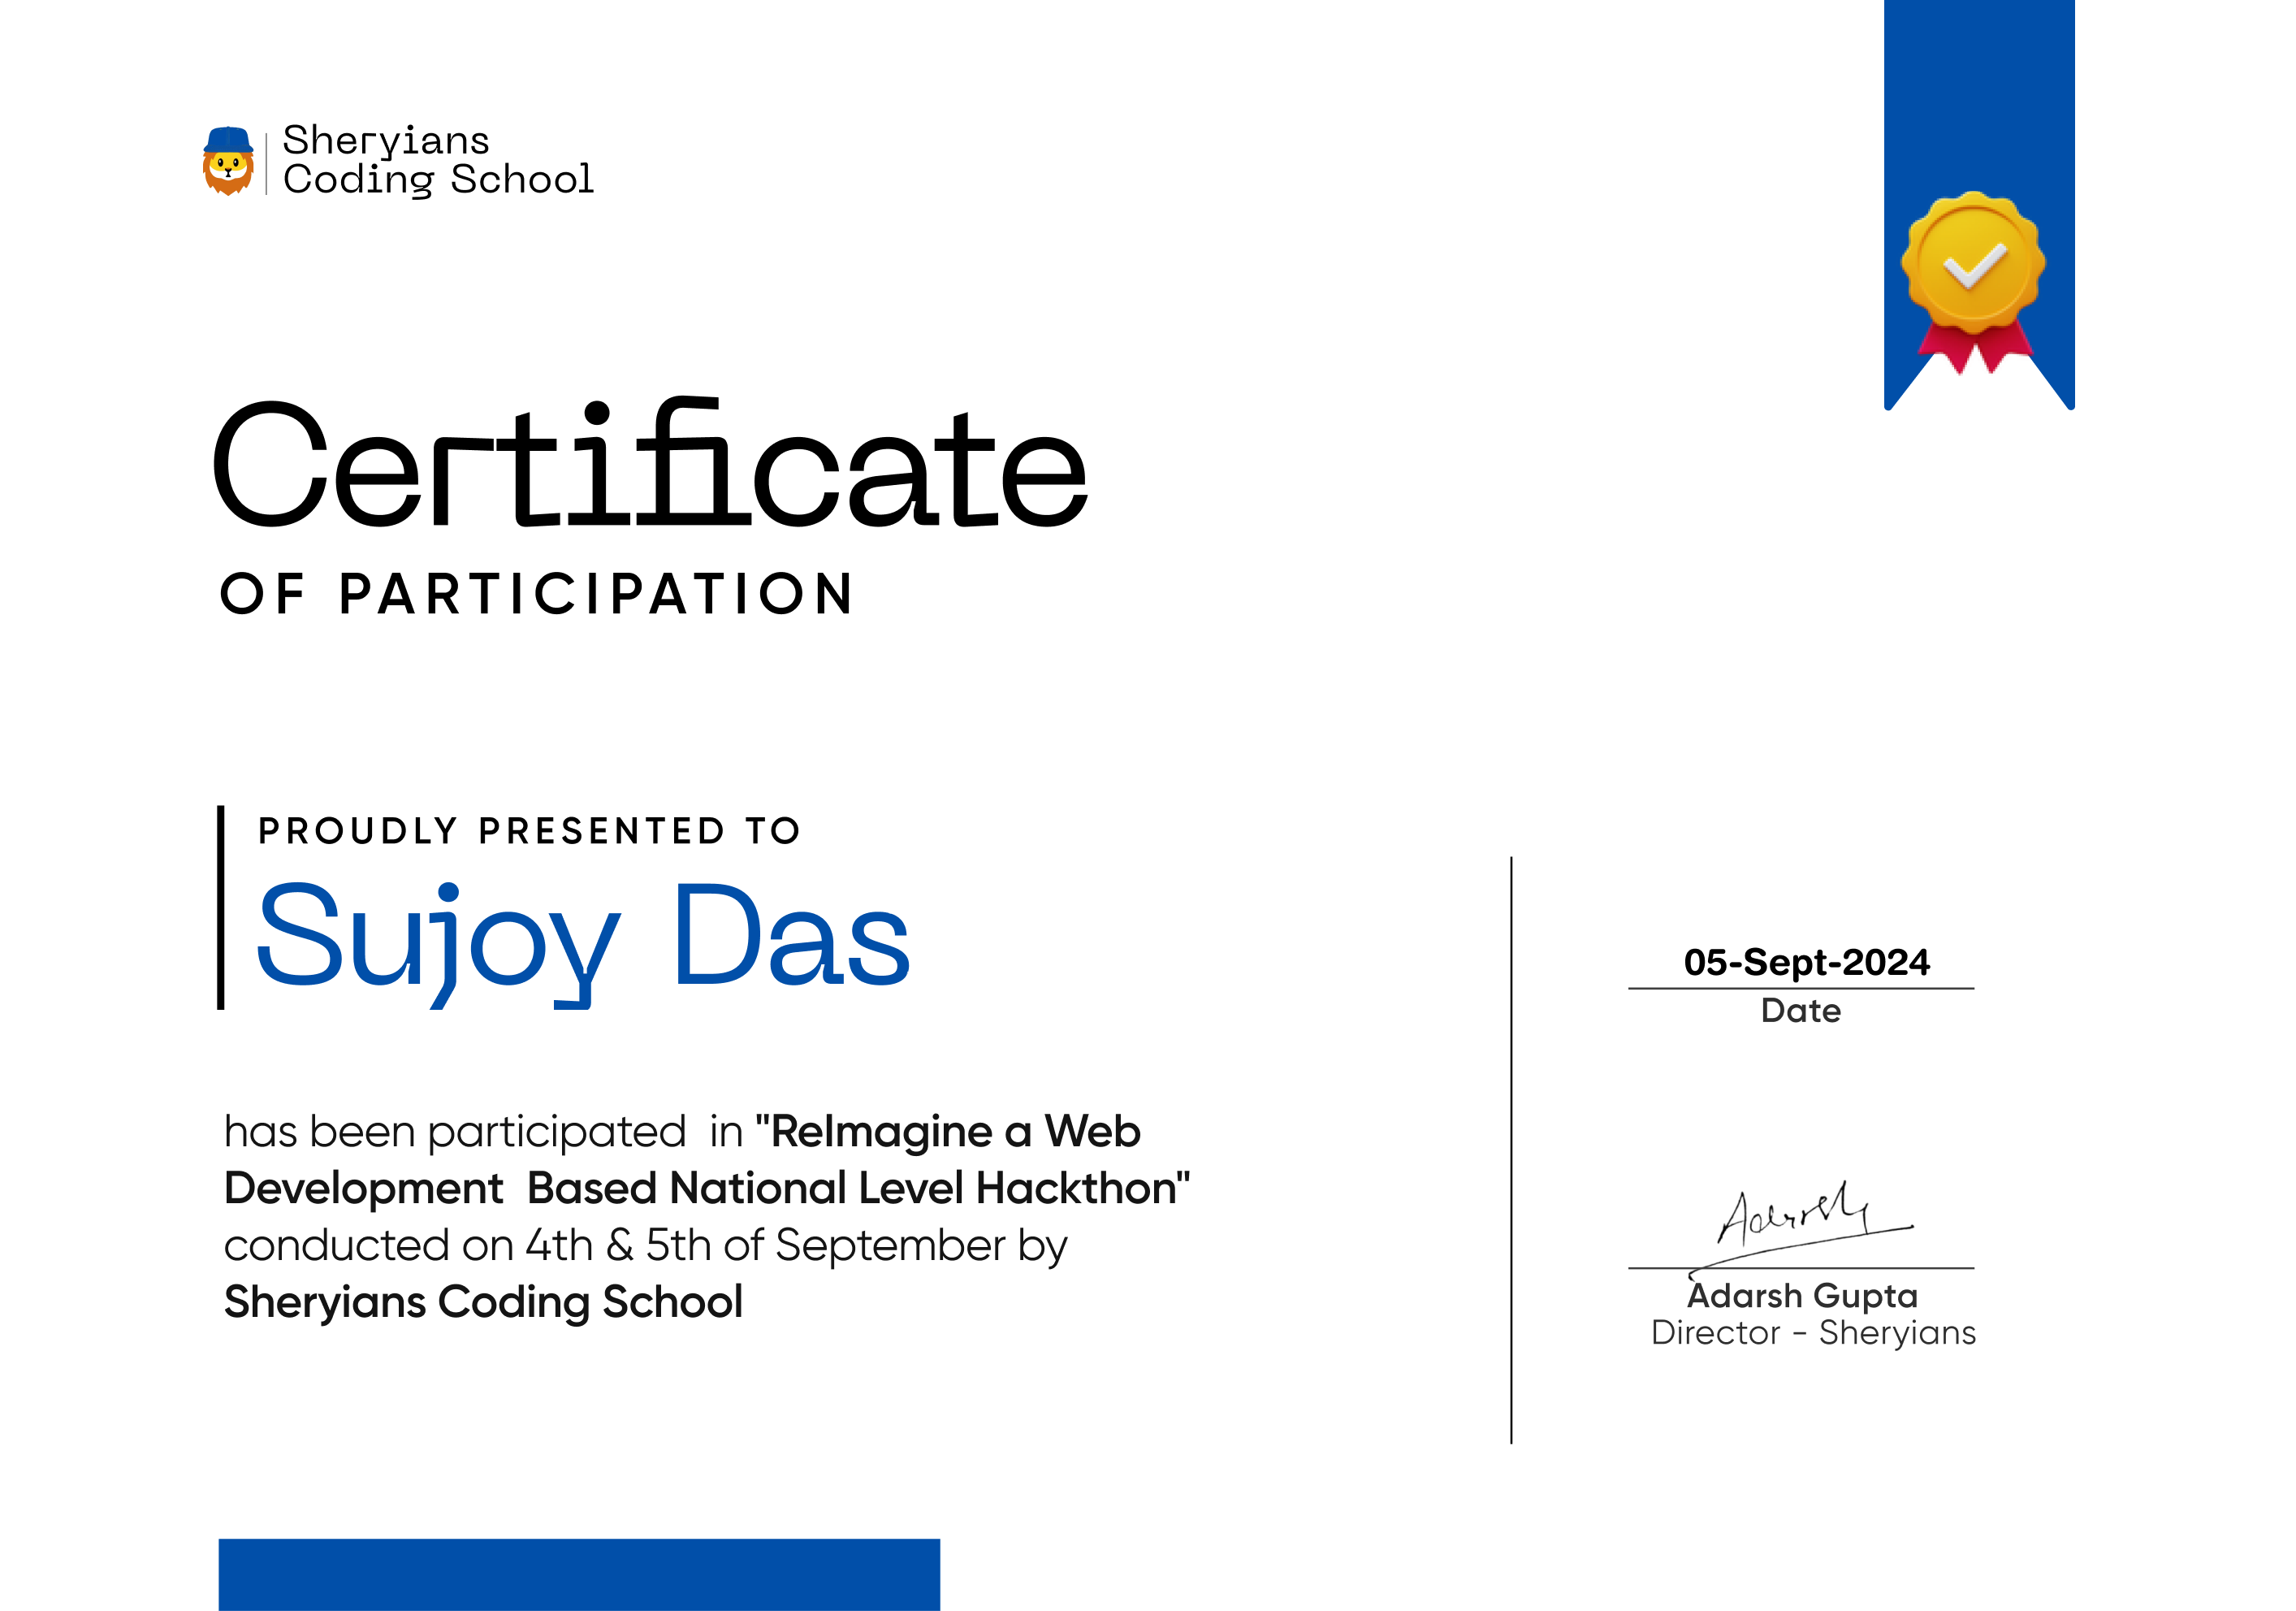 Sheryians
Coding School
Certificate
OF PARTICIPATION
PROUDLY PRESENTED TO
Sujoy Das
has been participated  in "ReImagine a Web
Development  Based National Level Hackthon"
conducted on 4th & 5th of September by
Sheryians Coding School
05-Sept-2024
Date
Adarsh
Adarsh Gupta
Director - Sheryians